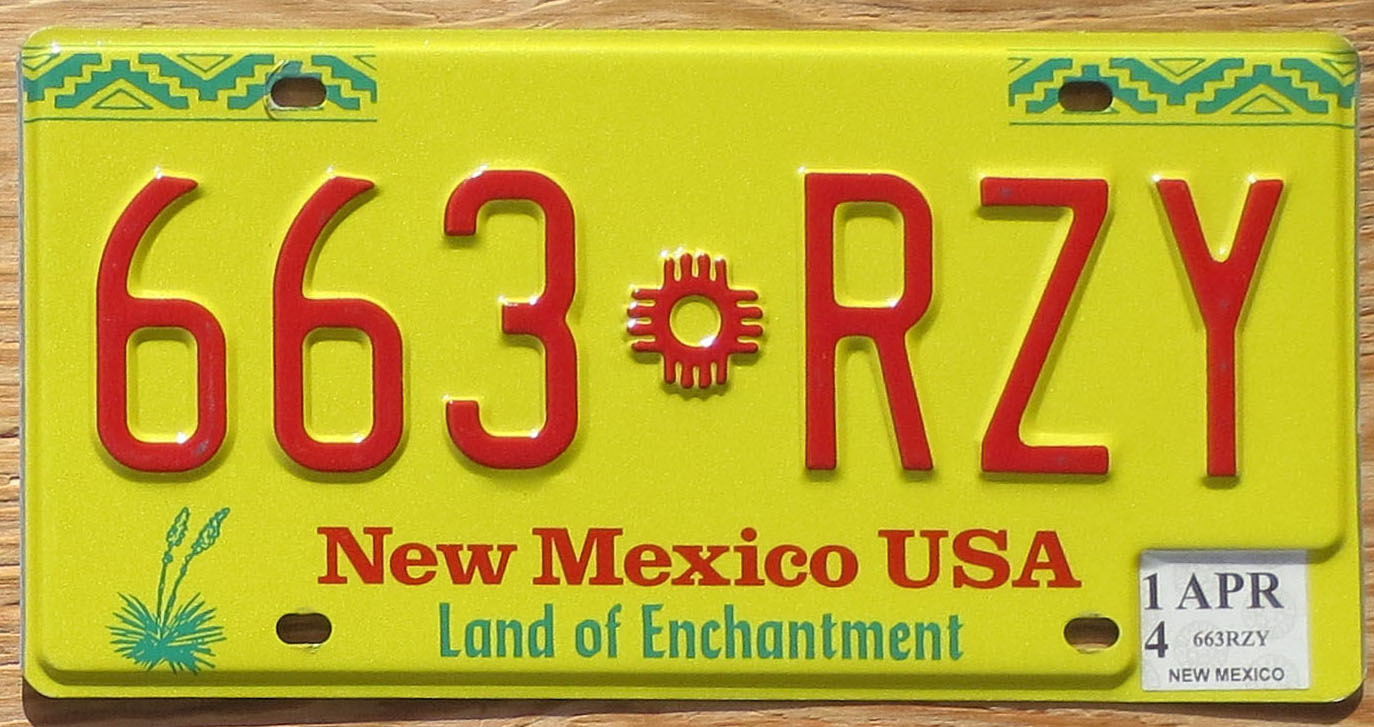 663 RZY
New Mexico USA
Land of Enchantment
1 APR
4 663RZY
NEW MEXICO